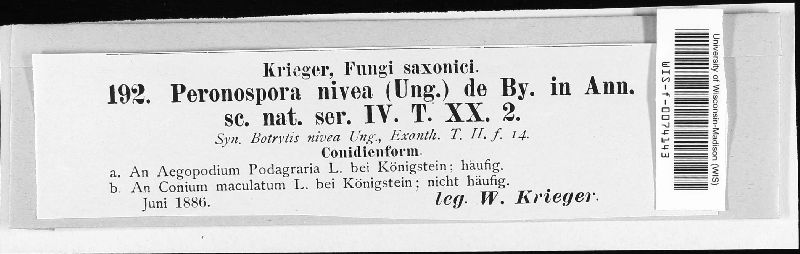 Krieger, Fungi saxonici.
192. Peronospora nivea (Ung.) de By. in Ann.
sc. nat. ser. IV. T. XX. 2.
Syn. Botrytis nivea Ung., Exanth. T. II. f. 14.
Conidienform.
a. An Aegopodium Podagraria L. bei Königstein; häufig.
b. An Conium maculatum L. bei Königstein; nicht häufig.
Juni 1886.
leg. W. Krieger.
University of Wisconsin-Madison (WIS)
WIS-f-0074143